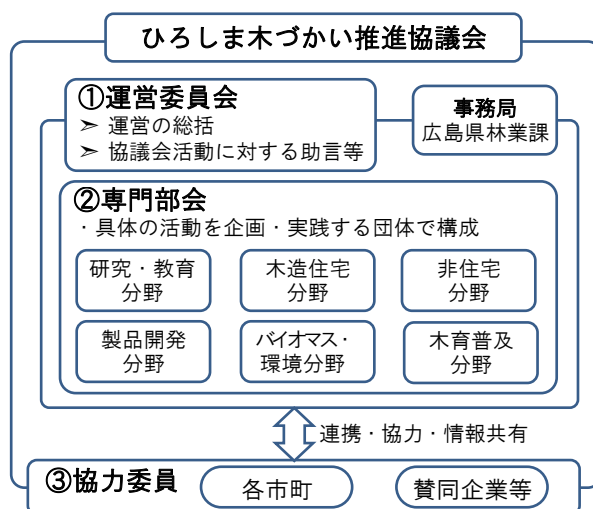 ひろしま木づかい推進協議会
①運営委員会
➢ 運営の総括
➢ 協議会活動に対する助言等
事務局
広島県林業課
②専門部会
・具体の活動を企画・実践する団体で構成
研究・教育
分野
木造住宅
分野
非住宅
分野
製品開発
分野
バイオマス・
環境分野
木育普及
分野
連携・協力・情報共有
③協力委員
各市町
賛同企業等